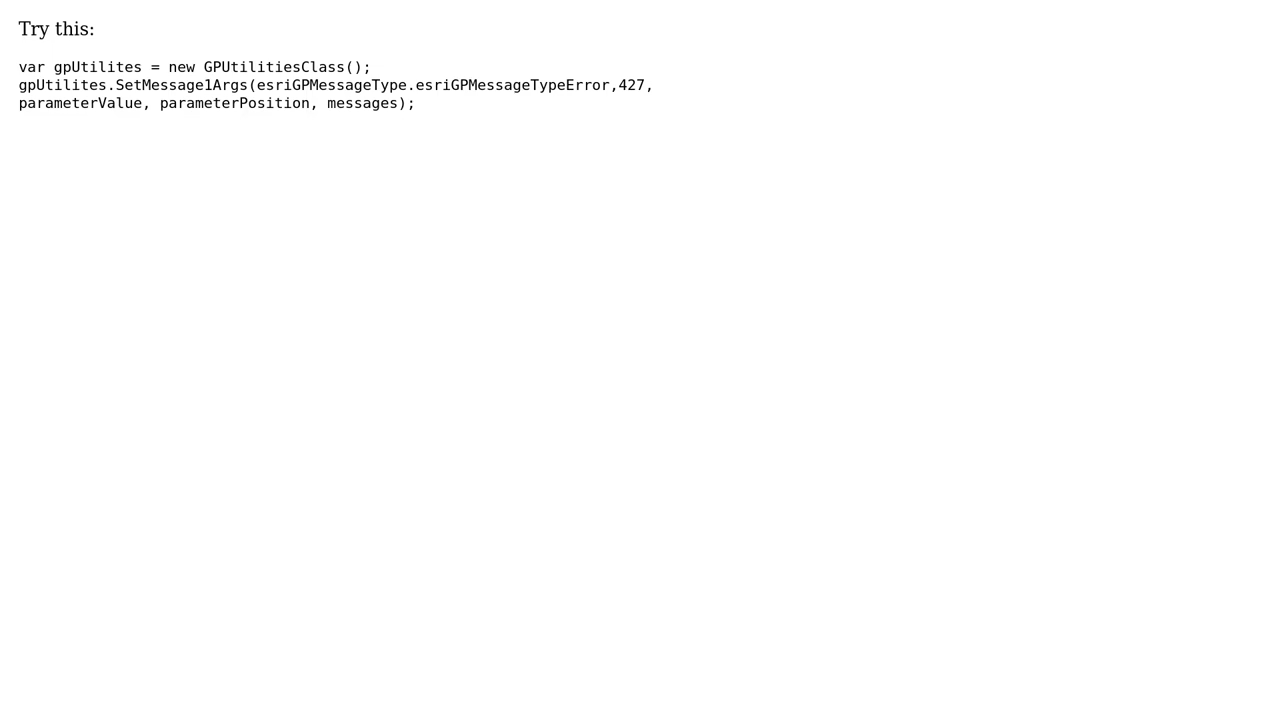 Try this:
var gpUtilites = new GPUtilitiesClass();
gpUtilites.SetMessage1Args(esriGPMessageType.esriGPMessageTypeError,427,
parameterValue, parameterPosition, messages);